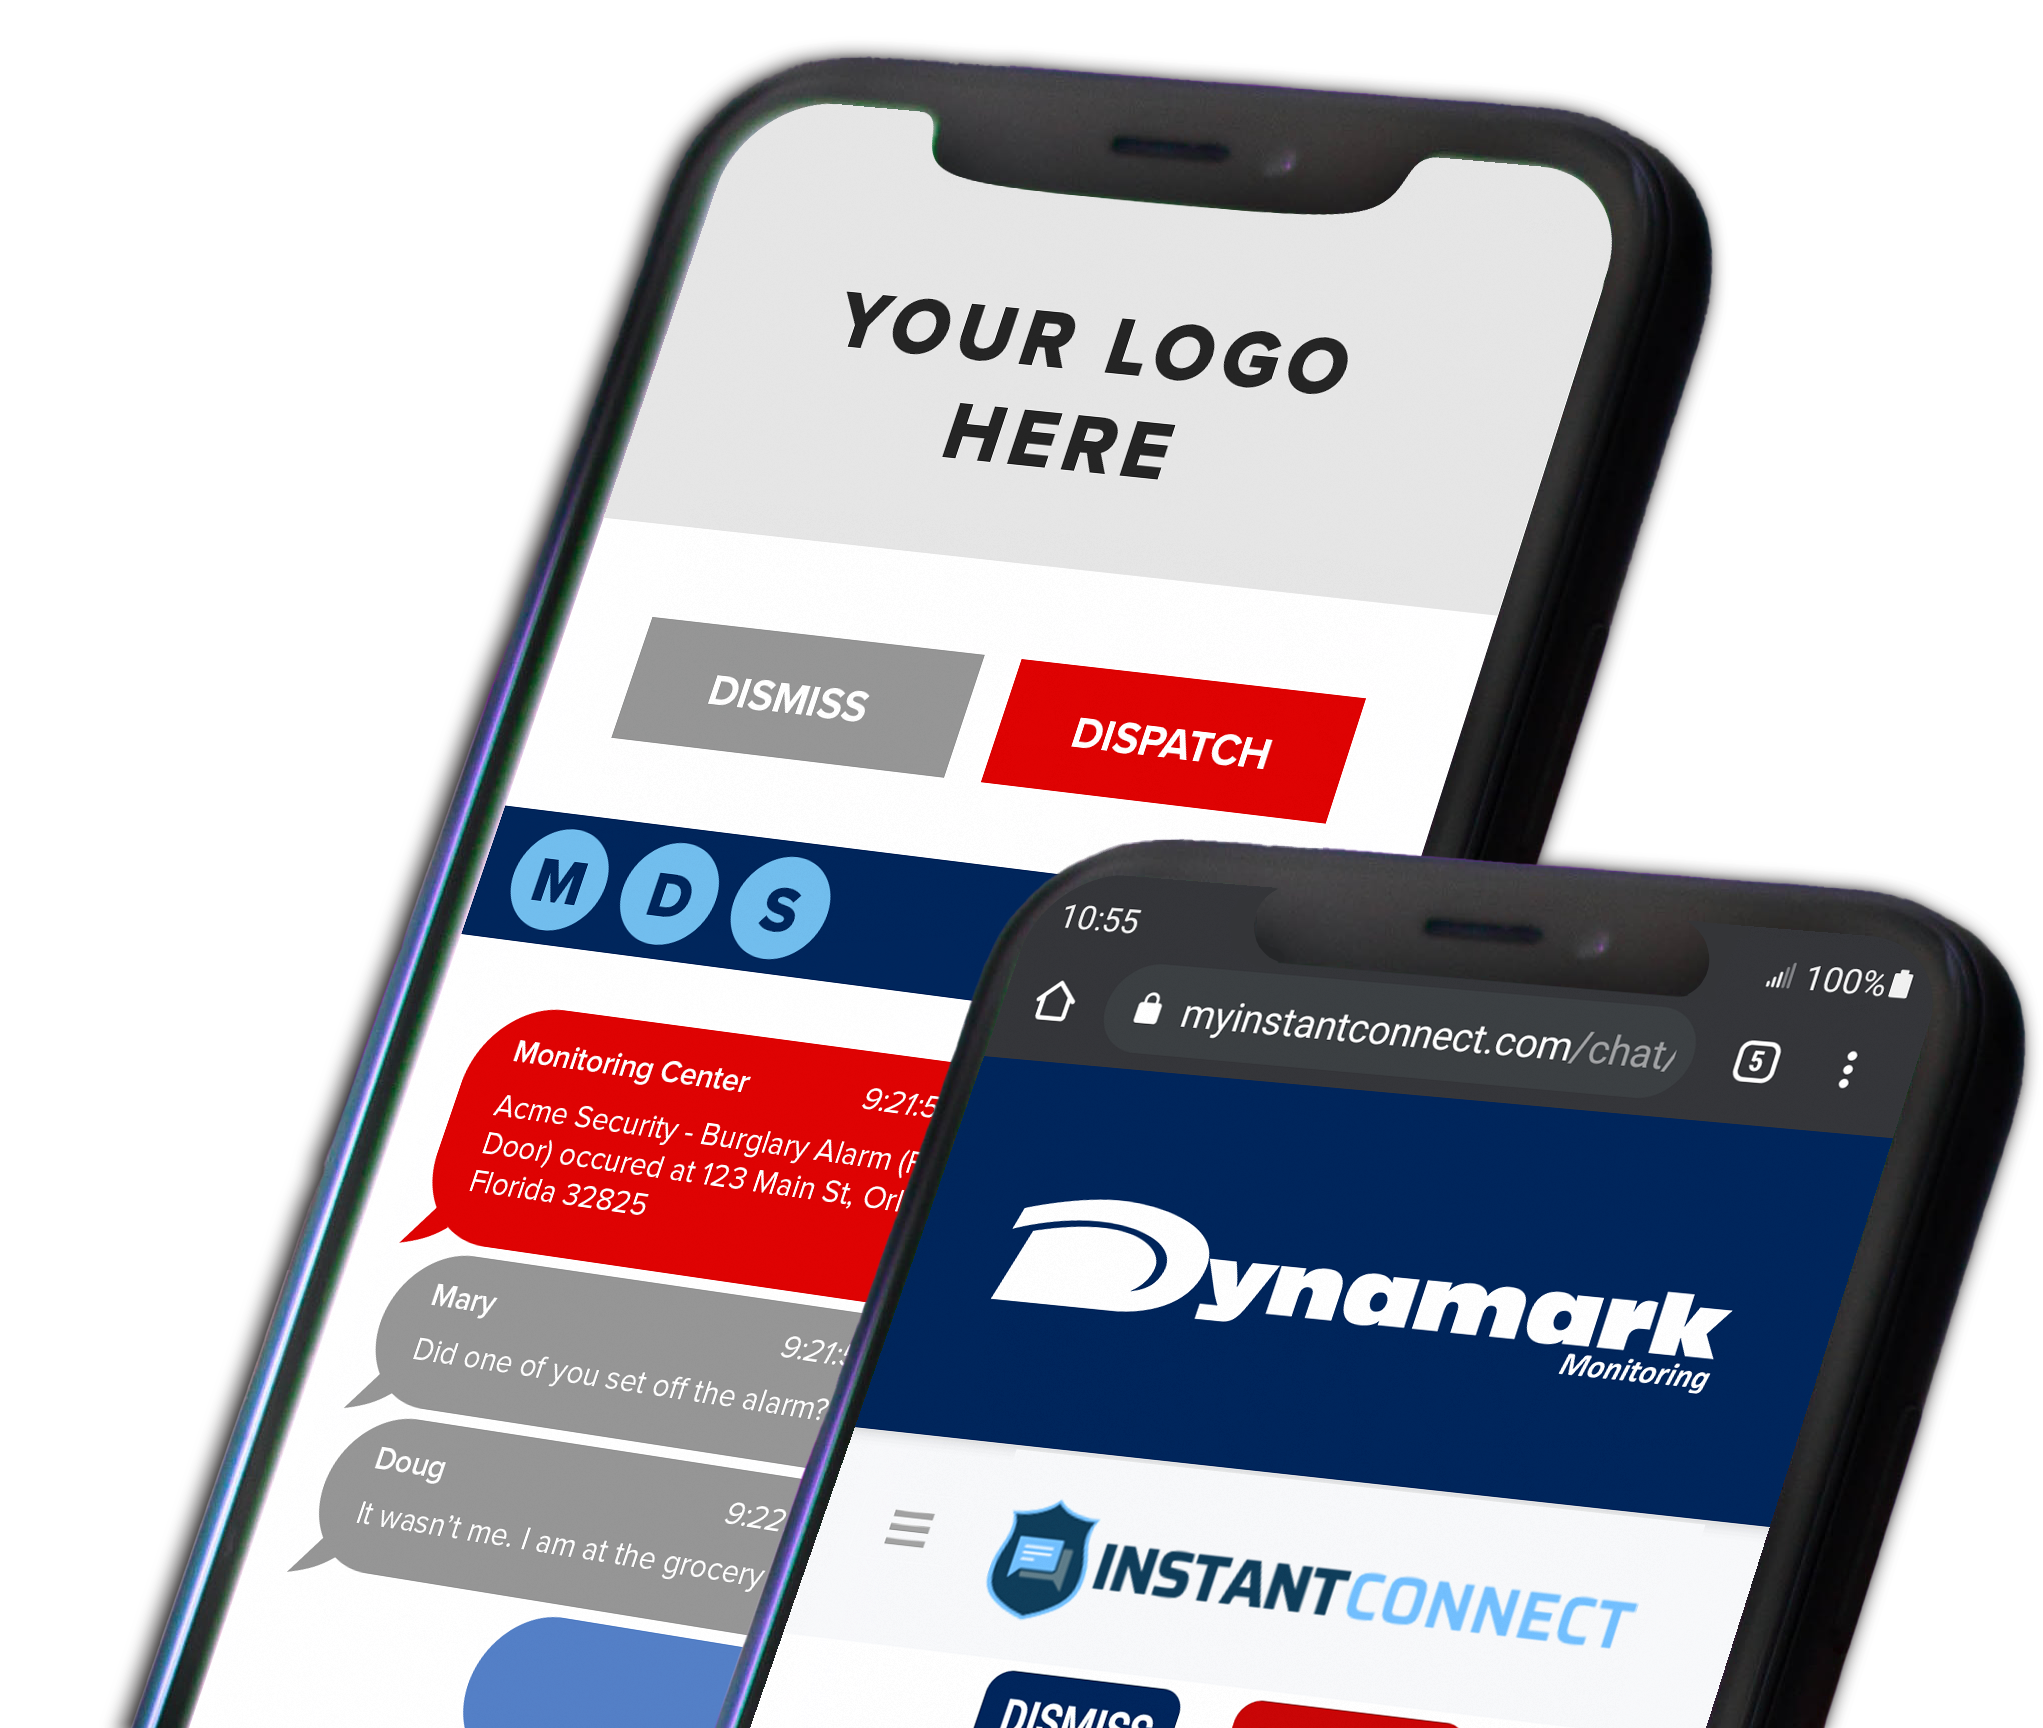 YOUR LOGO
HERE
DISMISS
DISPATCH
M D S
Monitoring Center
9:21:5
Acme Security - Burglary Alarm
Door) occured at 123 Main St,
Florida 32825
Mary
9:21:
Did one of you set off the alarm?
Doug
9:22
It wasn't me. I am at the grocery
10:55
100%
myinstantconnect.com/chat/
5
Dynamark
Monitoring
INSTANTCONNECT
DISMISS